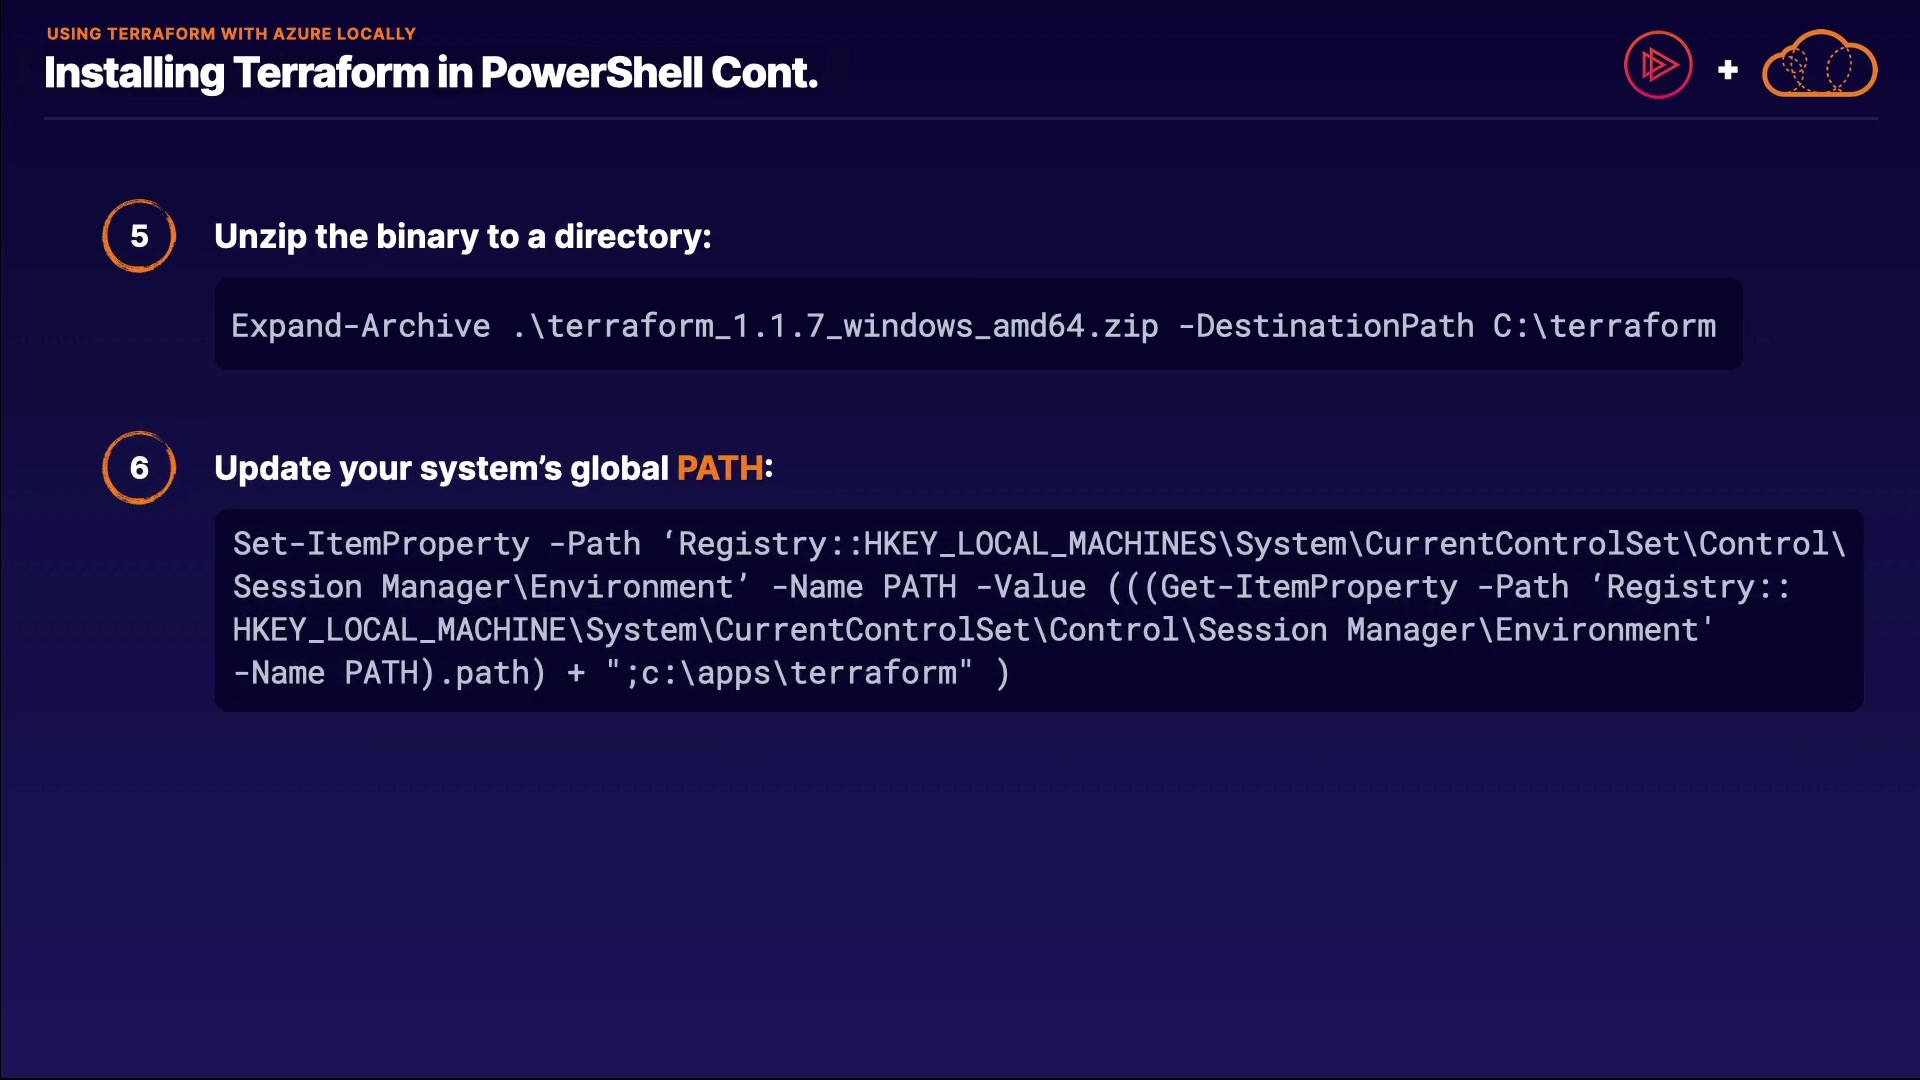 USING TERRAFORM WITH AZURE LOCALLY
Installing Terraform in PowerShell Cont.
+
5
Unzip the binary to a directory:
Expand-Archive .\terraform_1.1.7_windows_amd64.zip -DestinationPath C:\terraform
6
Update your system’s global PATH:
Set-ItemProperty -Path ‘Registry::HKEY_LOCAL_MACHINES\System\CurrentControlSet\Control\
Session Manager\Environment’ -Name PATH -Value (((Get-ItemProperty -Path ‘Registry::
HKEY_LOCAL_MACHINE\System\CurrentControlSet\Control\Session Manager\Environment'
-Name PATH).path) + ";c:\apps\terraform" )